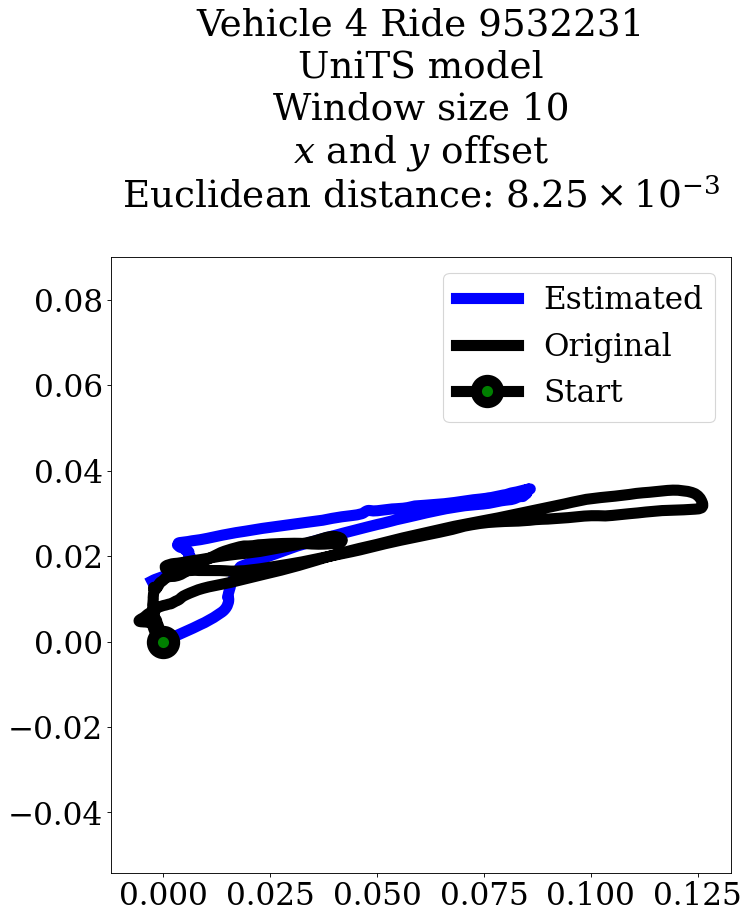 Vehicle 4 Ride 9532231
UniTS model
Window size 10
x and y offset
Euclidean distance: 8.25 × 10⁻³
Estimated
Original
Start
0.08
0.06
0.04
0.02
0.00
−0.02
−0.04
0.000 0.025 0.050 0.075 0.100 0.125